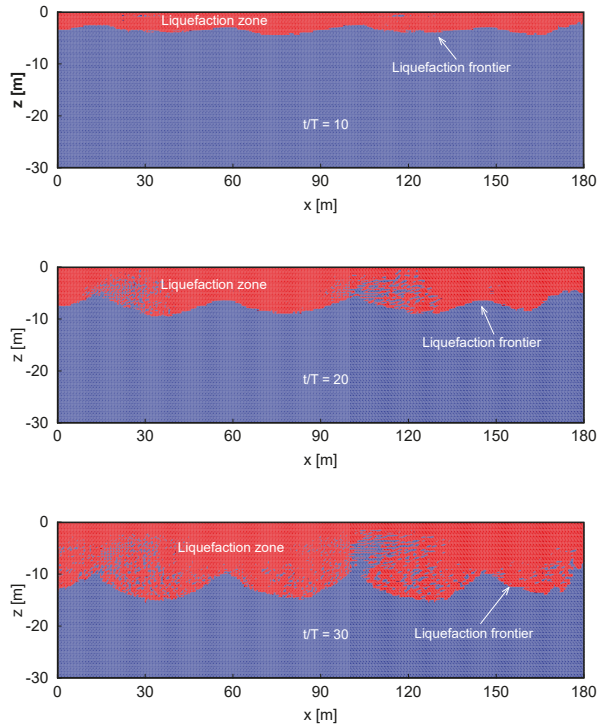 0
Liquefaction zone
Liquefaction frontier
-10
z [m]
t/T = 10
-20
-30
0 30 60 90 120 150 180
x [m]
0
Liquefaction zone
-10
Liquefaction frontier
z [m]
t/T = 20
-20
-30
0 30 60 90 120 150 180
x [m]
0
Liquefaction zone
-10
z [m]
Liquefaction frontier
t/T = 30
-20
-30
0 30 60 90 120 150 180
x [m]